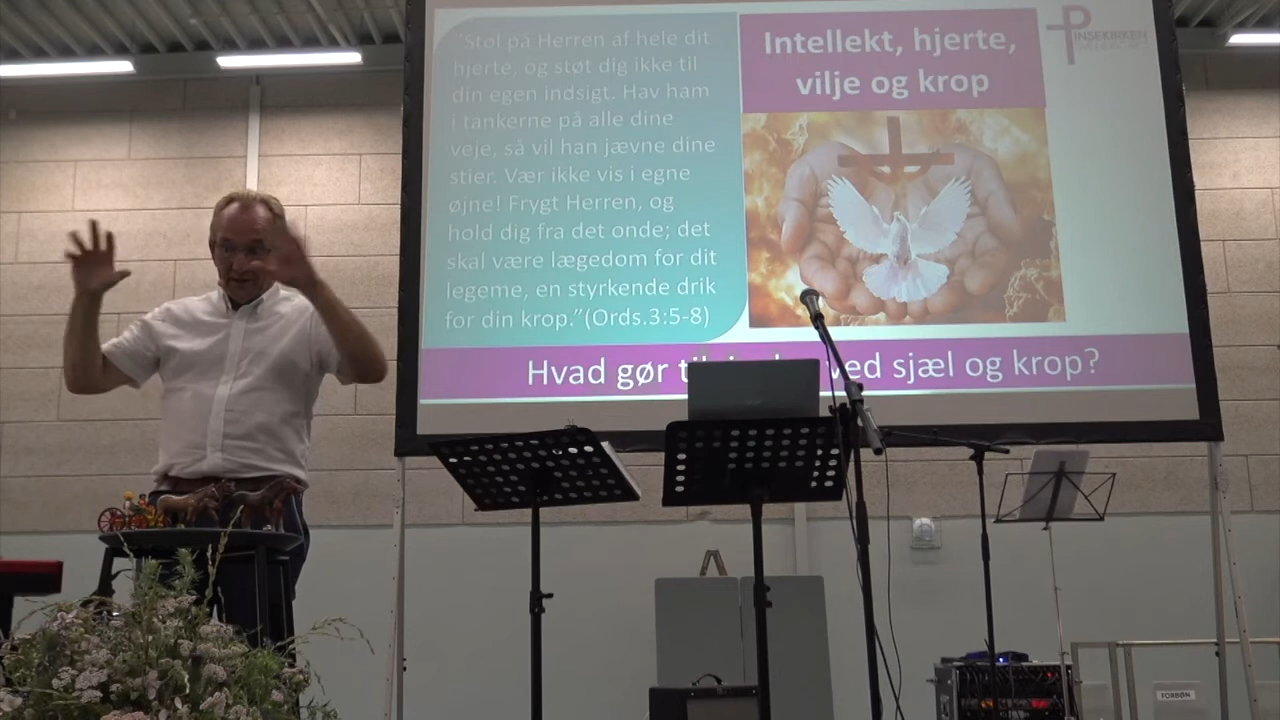 "Stol på Herren af hele dit
hjerte, og støt dig ikke til
din egen indsigt. Hav ham
i tankerne på alle dine
veje, så vil han jævne dine
stier. Vær ikke vis i egne
øjne! Frygt Herren, og
hold dig fra det onde; det
skal være lægedom for dit
legeme, en styrkende drik
for din krop."(Ords.3:5-8)
Intellekt, hjerte,
vilje og krop
PINSEKIRKEN
Hvad gør ved sjæl og krop?
FORBØN